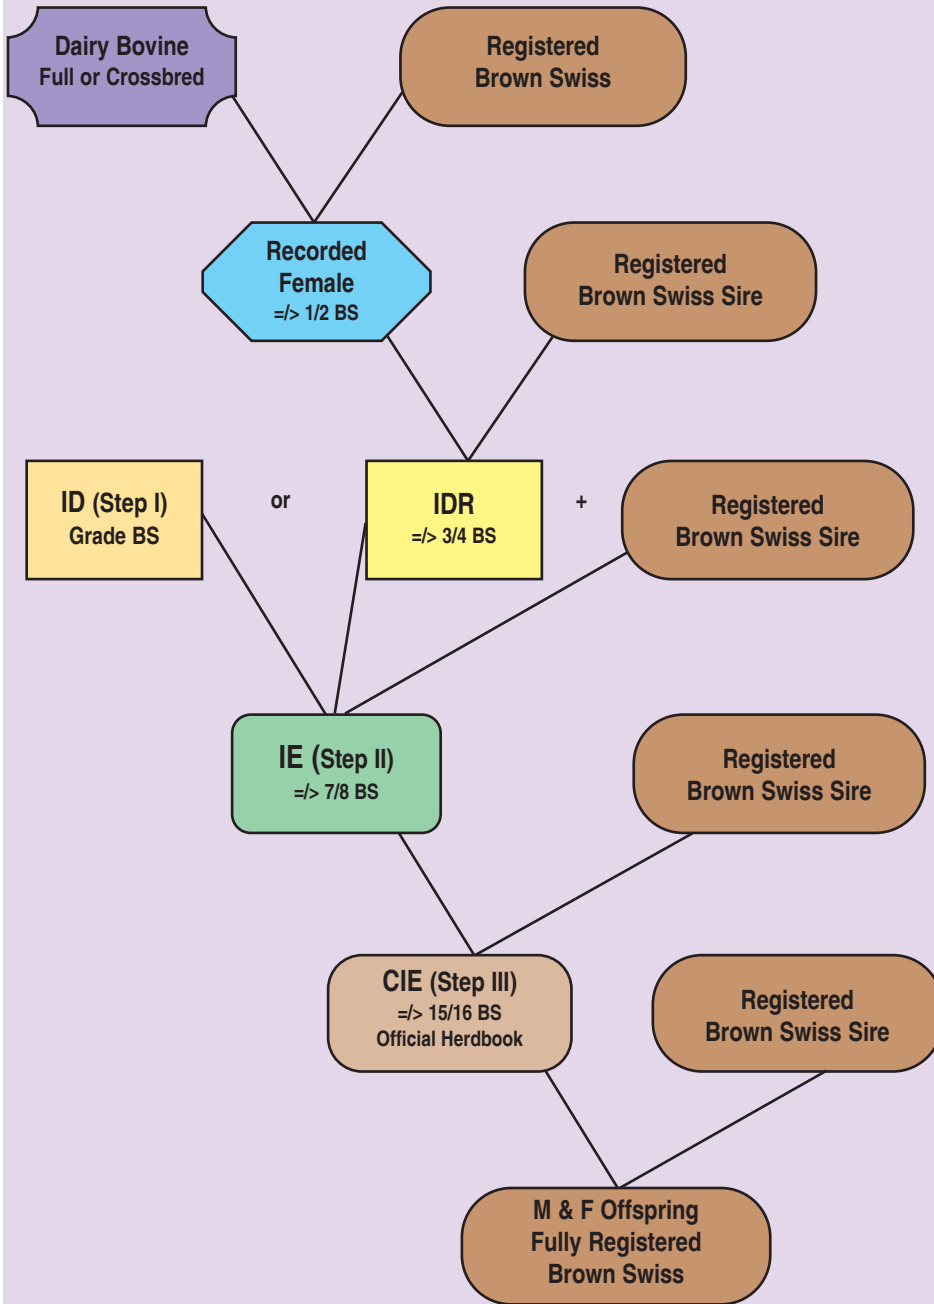 Dairy Bovine
Full or Crossbred
Registered
Brown Swiss
Recorded
Female
=/> 1/2 BS
Registered
Brown Swiss Sire
ID (Step I)
Grade BS
or
IDR
=/> 3/4 BS
+
Registered
Brown Swiss Sire
IE (Step II)
=/> 7/8 BS
Registered
Brown Swiss Sire
CIE (Step III)
=/> 15/16 BS
Official Herdbook
Registered
Brown Swiss Sire
M & F Offspring
Fully Registered
Brown Swiss